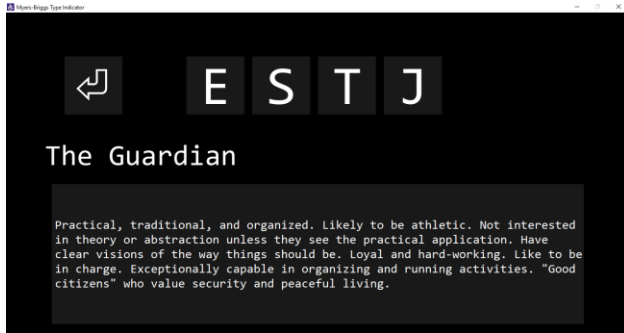 Myers-Briggs Type Indicator
E S T J
The Guardian
Practical, traditional, and organized. Likely to be athletic. Not interested
in theory or abstraction unless they see the practical application. Have
clear visions of the way things should be. Loyal and hard-working. Like to be
in charge. Exceptionally capable in organizing and running activities. "Good
citizens" who value security and peaceful living.